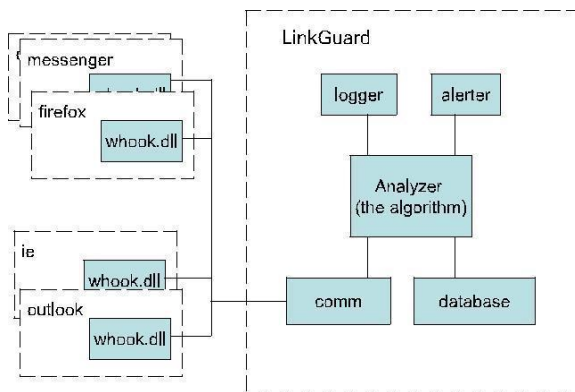 LinkGuard
messenger
logger
alerter
firefox
whook.dll
Analyzer
(the algorithm)
ie
whook.dll
comm
database
outlook
whook.dll